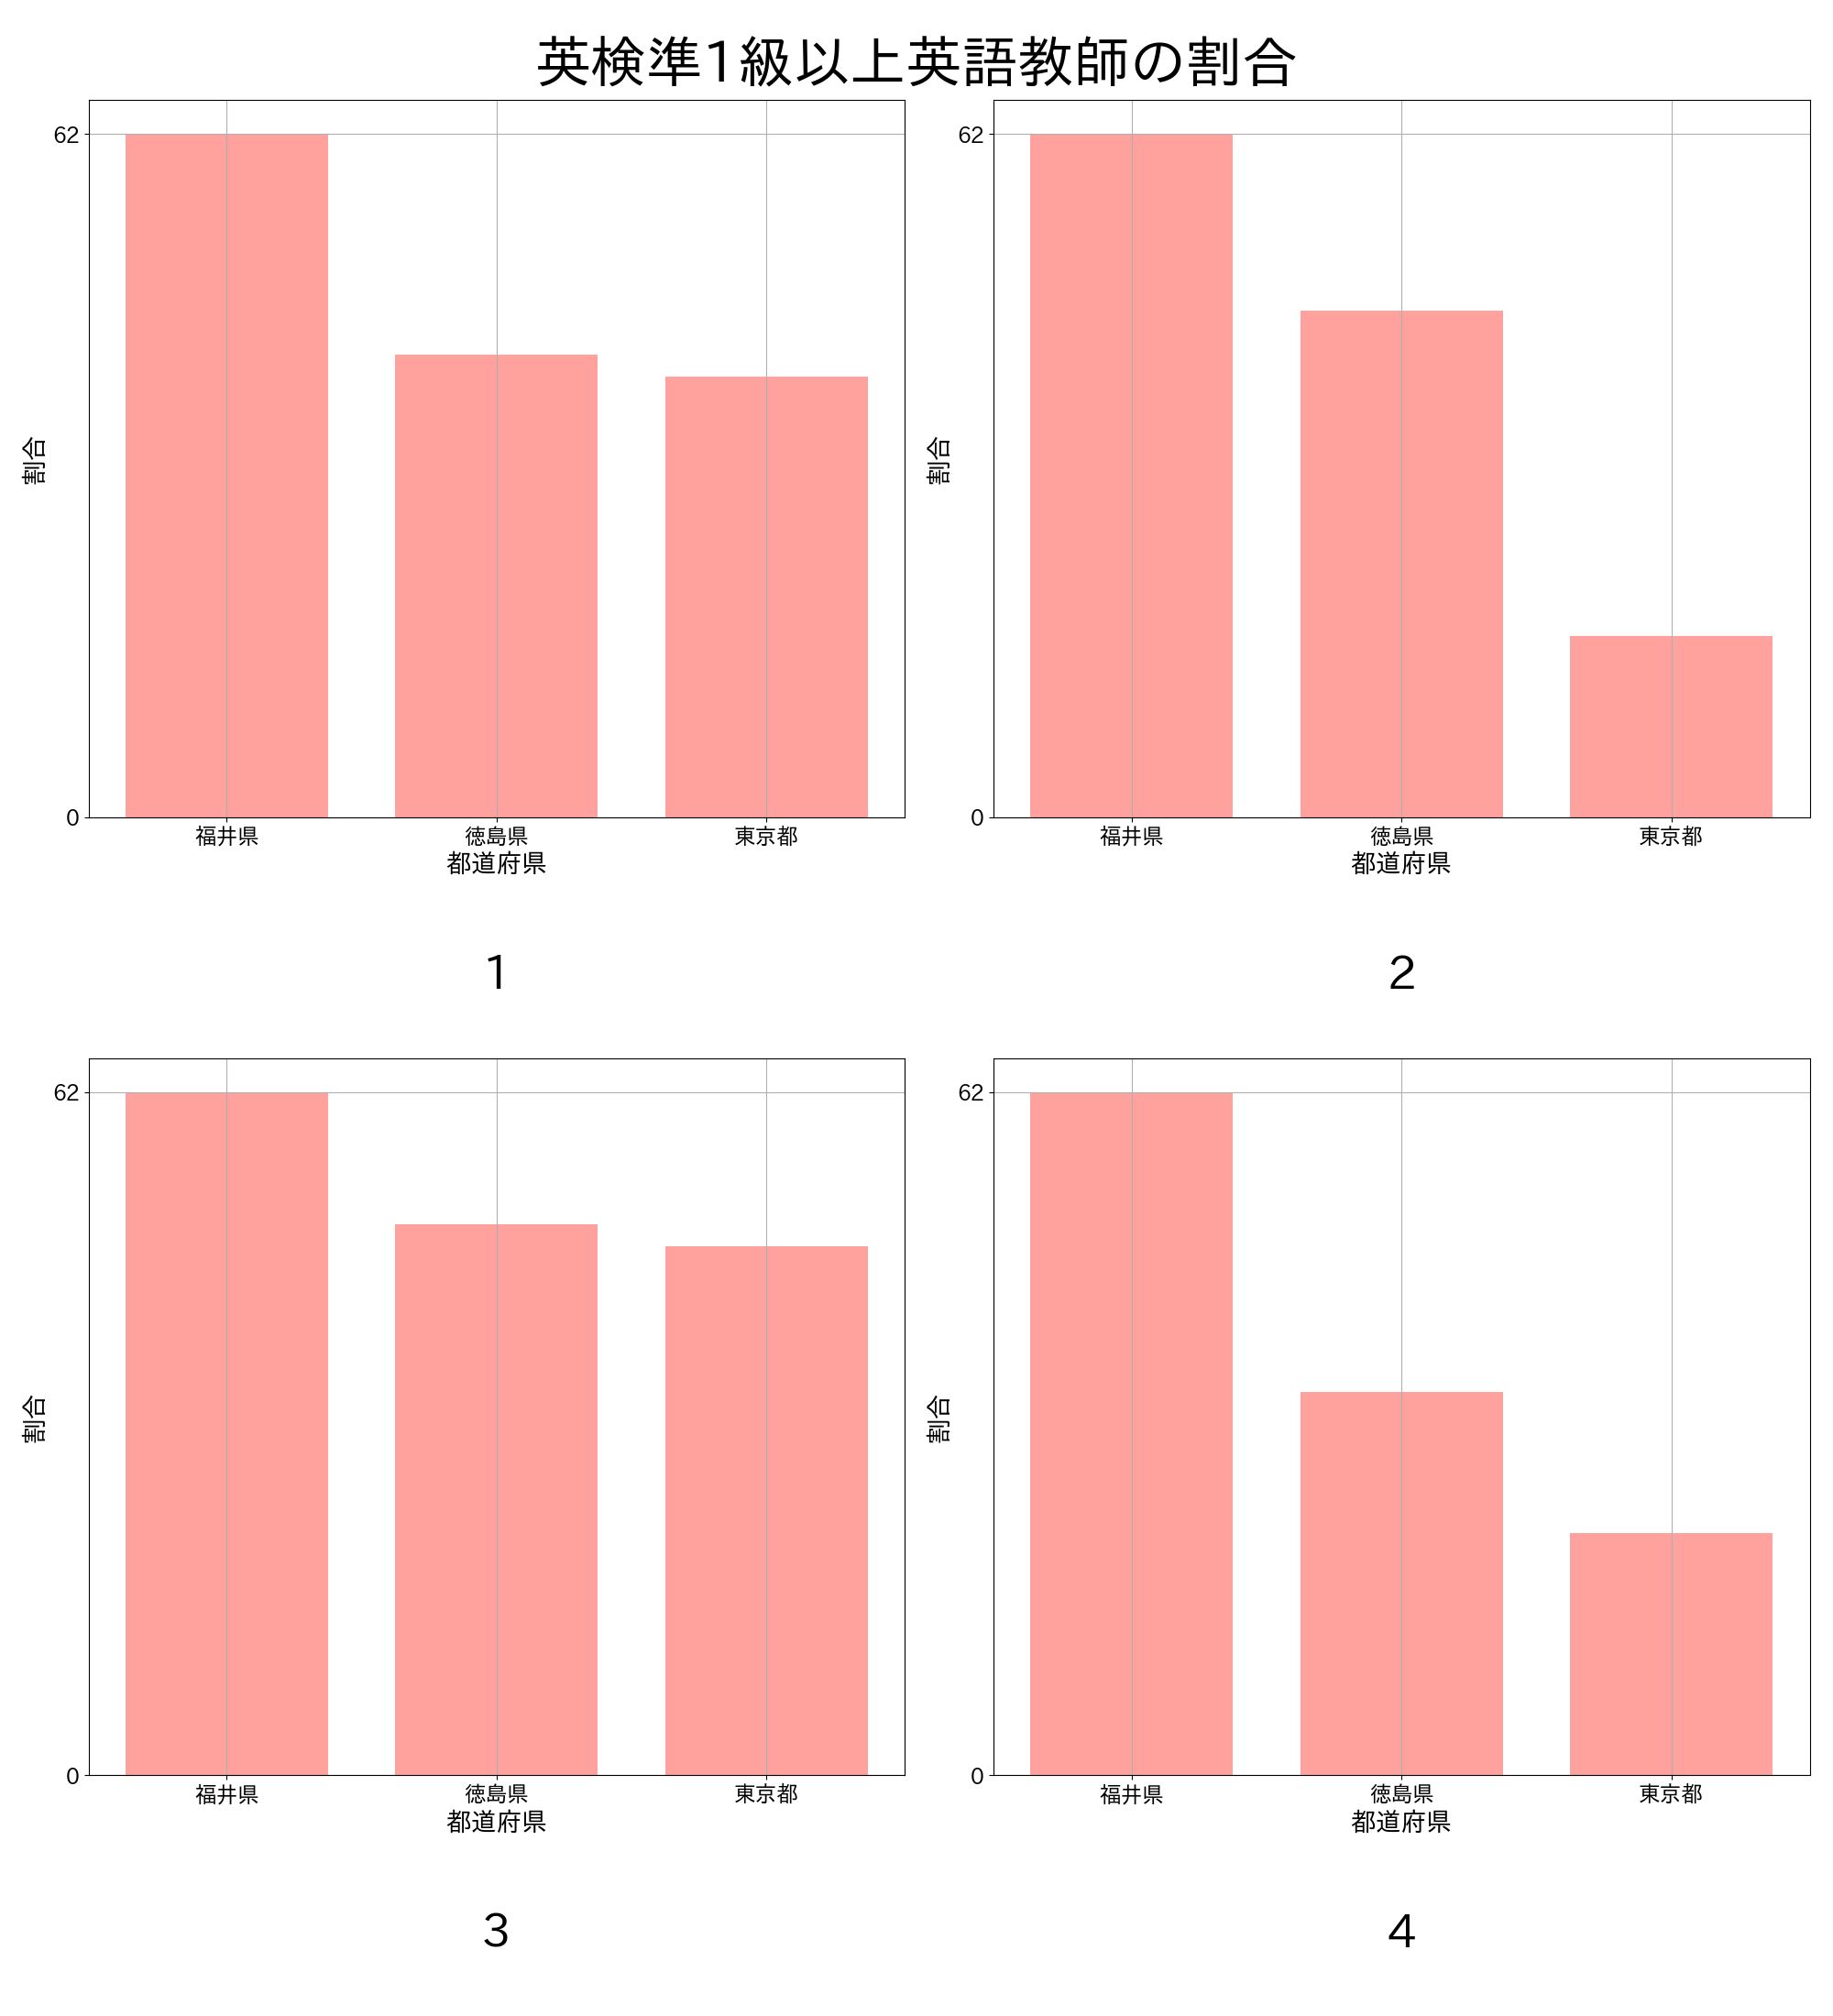 英検準1級以上英語教師の割合
62
0
割合
福井県 徳島県 東京都
都道府県
1
62
0
割合
福井県 徳島県 東京都
都道府県
2
62
0
割合
福井県 徳島県 東京都
都道府県
3
62
0
割合
福井県 徳島県 東京都
都道府県
4